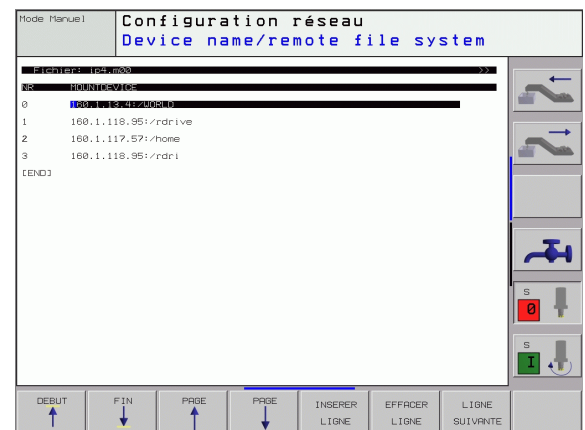 Mode Manuel
Configuration réseau
Device name/remote file system
Fichier: ip4.m00 >>
NR MOUNTDEVICE
0 160.1.13.4:/WORLD
1 160.1.118.95:/rdrive
2 160.1.117.57:/home
3 160.1.118.95:/rdri
[END]
S
0
S
I
DEBUT FIN PAGE PAGE INSERER LIGNE EFFACER LIGNE LIGNE SUIVANTE